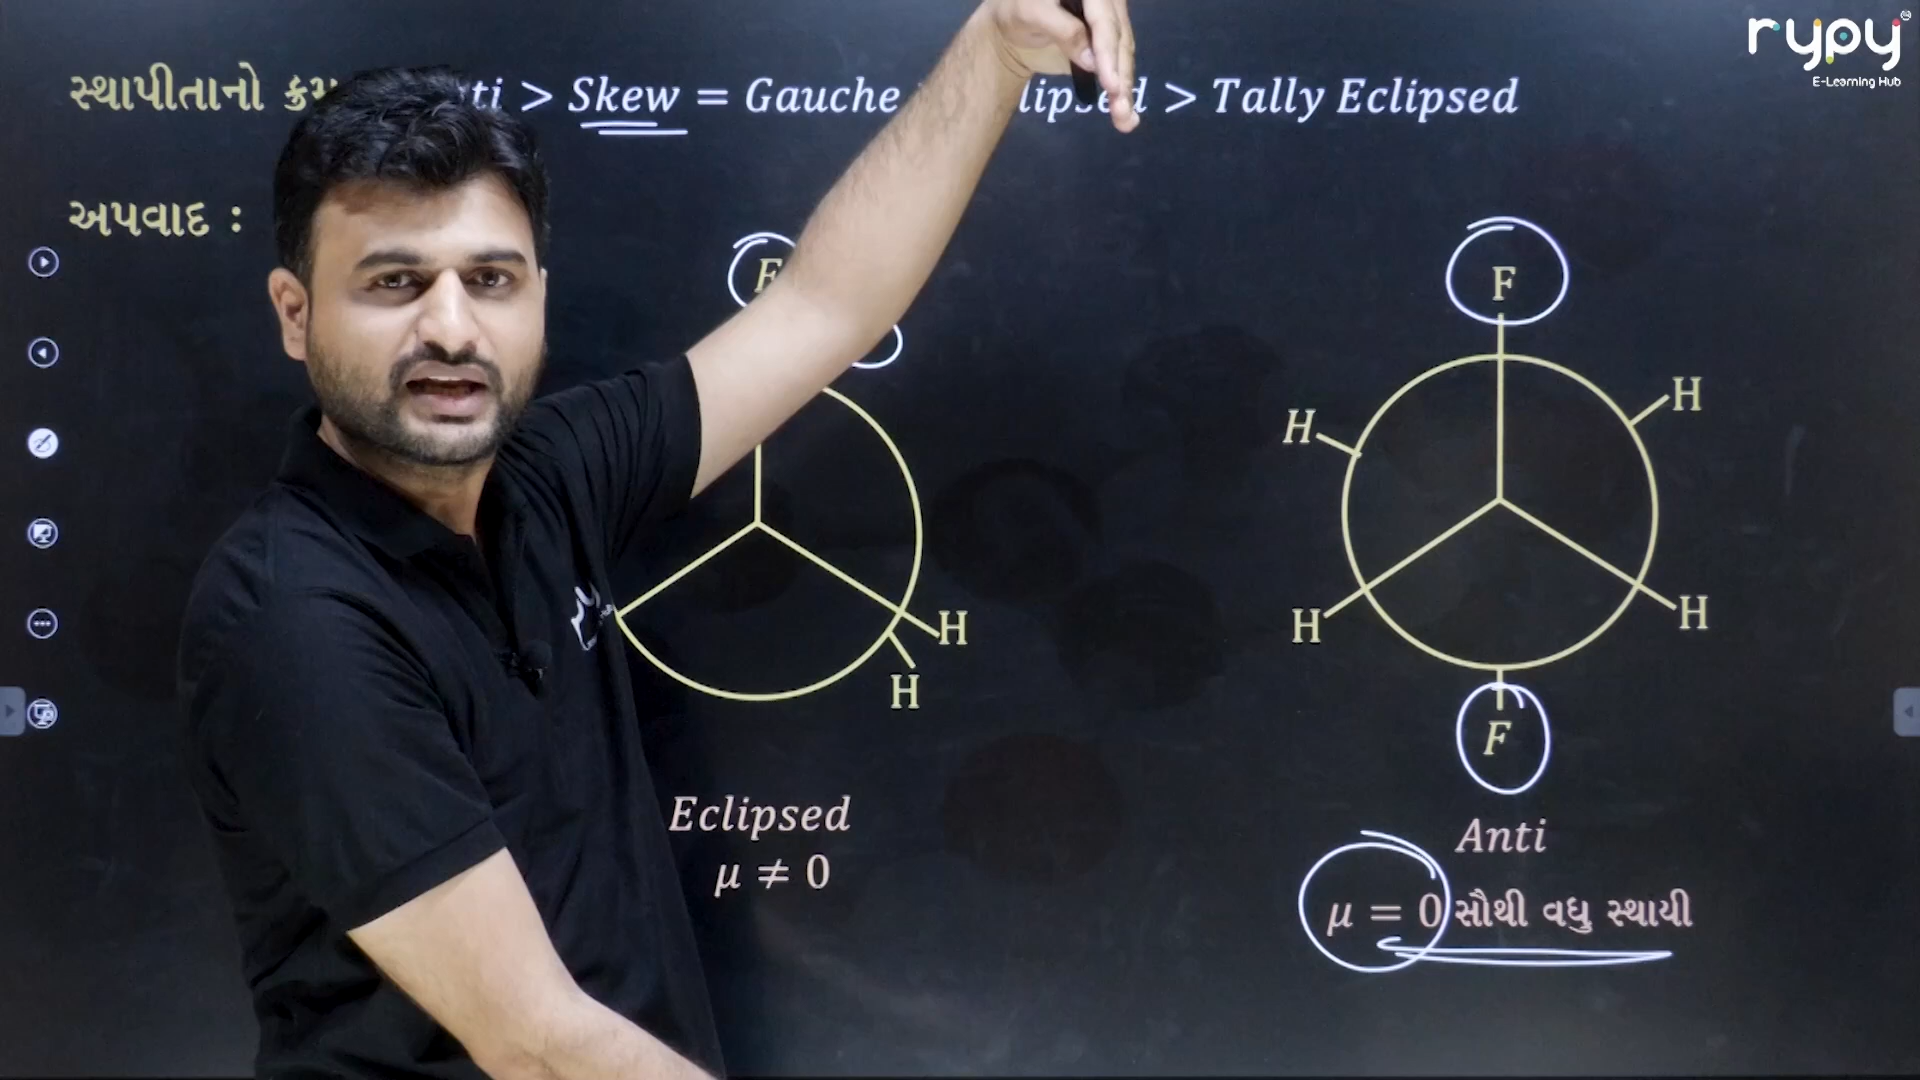 rypy
E-Learning Hub
સ્થાપીતાનો > Skew = Gauche > Tally Eclipsed
અપવાદ :
F
F
H
H
H
H
H
H
F
Eclipsed
μ ≠ 0
Anti
μ = 0 સૌથી વધુ સ્થાયી